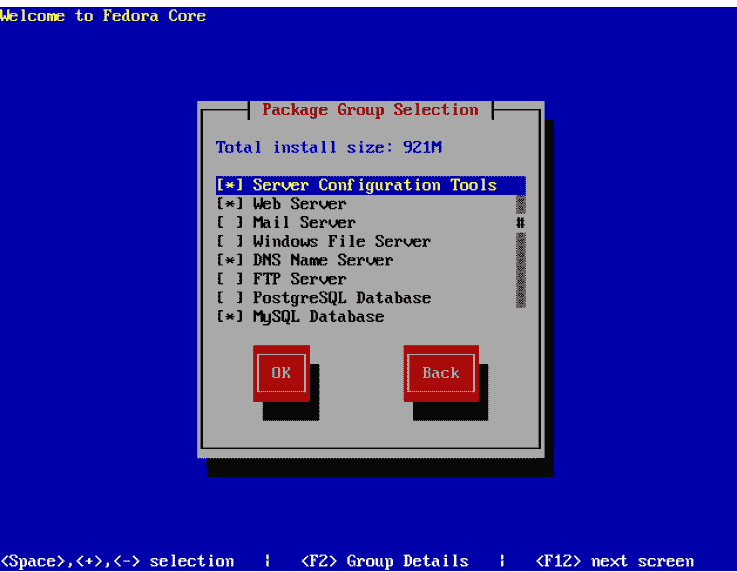 Welcome to Fedora Core
Package Group Selection
Total install size: 921M
[*] Server Configuration Tools
[*] Web Server
[ ] Mail Server #
[ ] Windows File Server
[*] DNS Name Server
[ ] FTP Server
[ ] PostgreSQL Database
[*] MySQL Database
OK Back
<Space>,<+>,<-> selection | <F2> Group Details | <F12> next screen